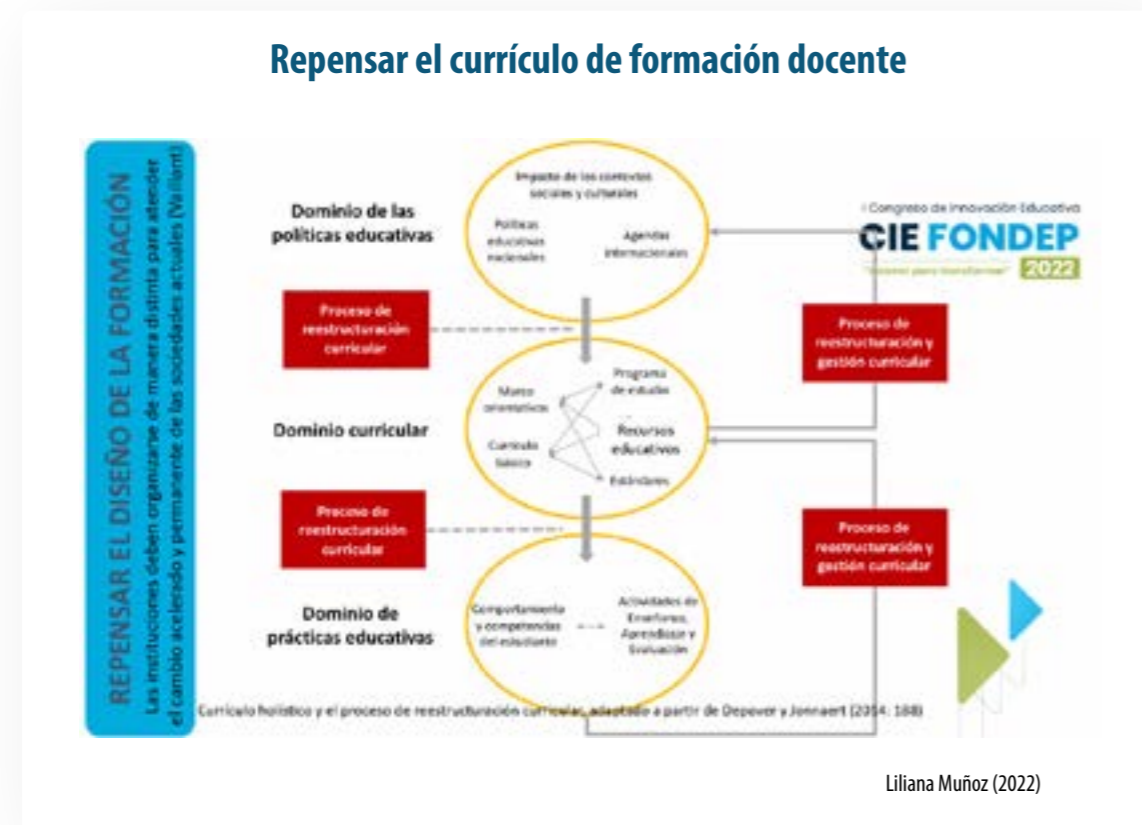 Repensar el currículo de formación docente
REPENSAR EL DISEÑO DE LA FORMACIÓN
Las instituciones deben organizarse de manera distinta para atender
el cambio acelerado y permanente de las sociedades actuales (Vaillant)
Impacto de los contextos
sociales y culturales
Dominio de las
políticas educativas
Políticas
educativas
nacionales
Agendas
internacionales
I Congreso de Innovación Educativa
CIE FONDEP
2022
Proceso de
reestructuración
curricular
Proceso de
reestructuración y
gestión curricular
Dominio curricular
Marco
orientativos
Programa
de estudio
Currículo
básico
Recursos
educativos
Estándares
Proceso de
reestructuración
curricular
Proceso de
reestructuración y
gestión curricular
Dominio de
prácticas educativas
Comportamiento
y competencias
del estudiante
Actividades de
Enseñanza,
Aprendizaje y
Evaluación
Currículo holístico y el proceso de reestructuración curricular, adaptado a partir de Depover y Jonnaert (2014: 188)
Liliana Muñoz (2022)